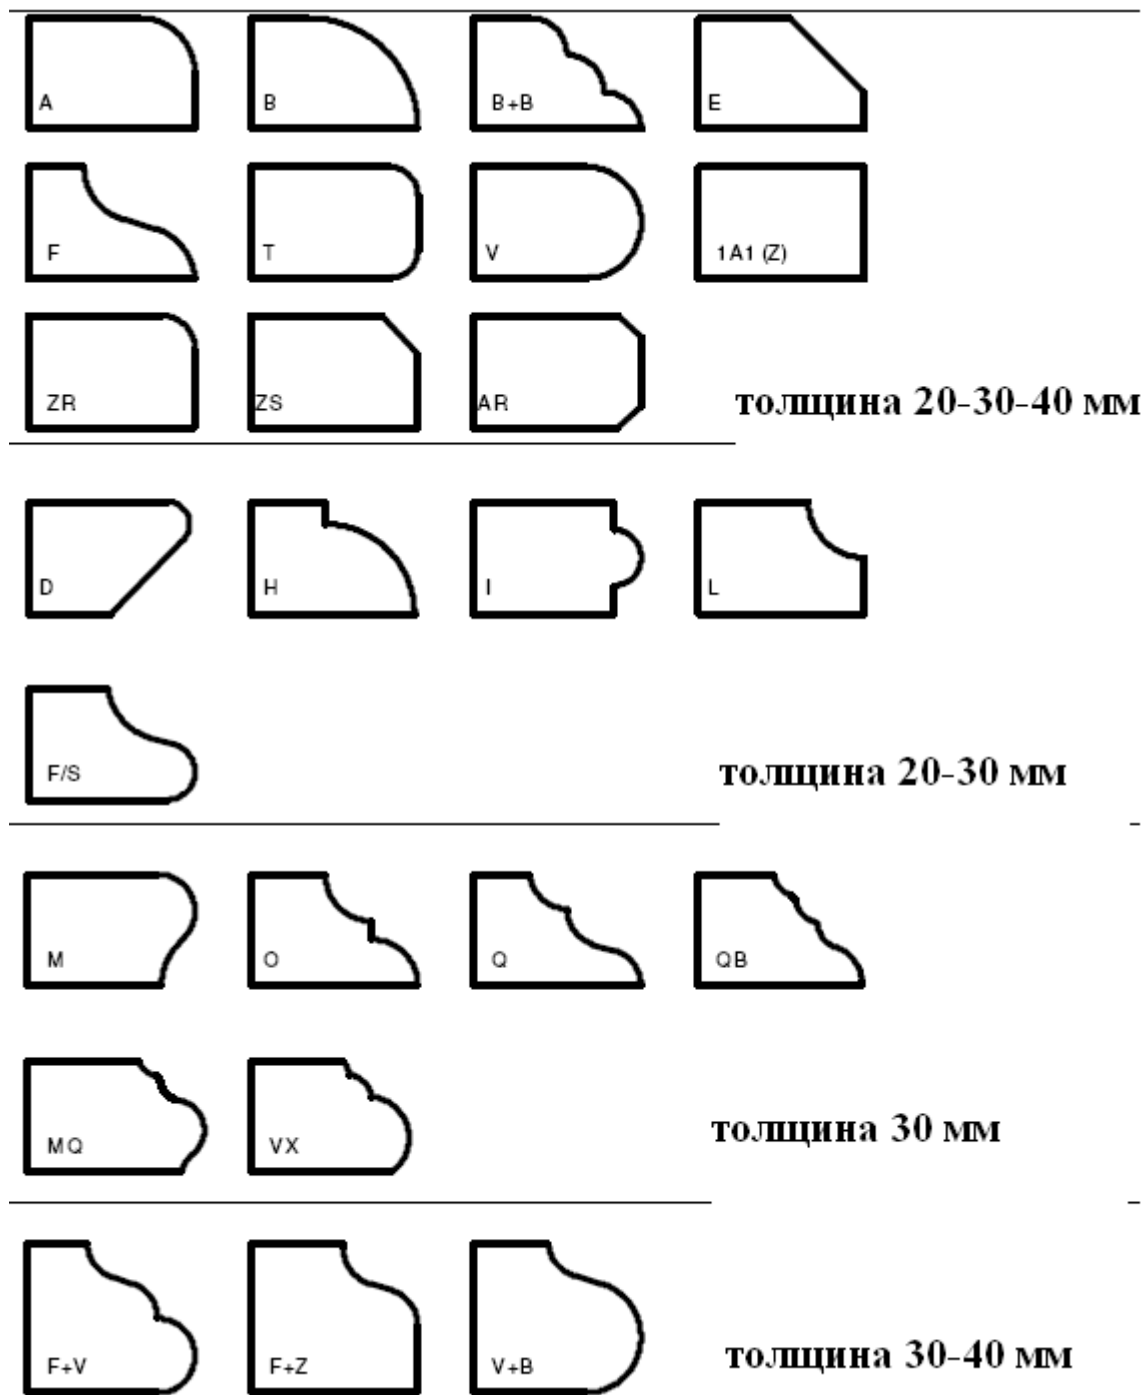 A B B+B E
F T V 1A1 (Z)
ZR ZS AR толщина 20-30-40 мм
D H I L
F/S толщина 20-30 мм
M O Q QB
MQ VX толщина 30 мм
F+V F+Z V+B толщина 30-40 мм